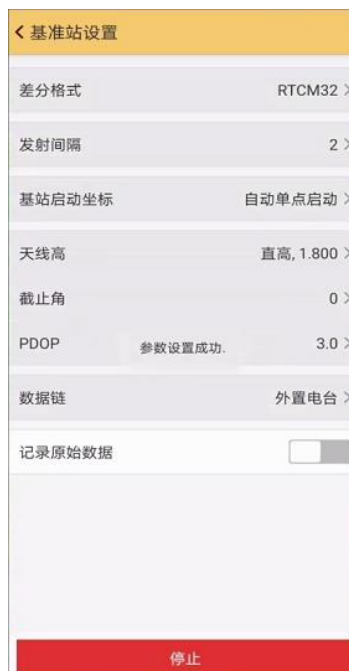 基准站设置
差分格式 RTCM32
发射间隔 2
基站启动坐标 自动单点启动
天线高 直高, 1.800
截止角 0
PDOP 3.0
参数设置成功.
数据链 外置电台
记录原始数据
停止